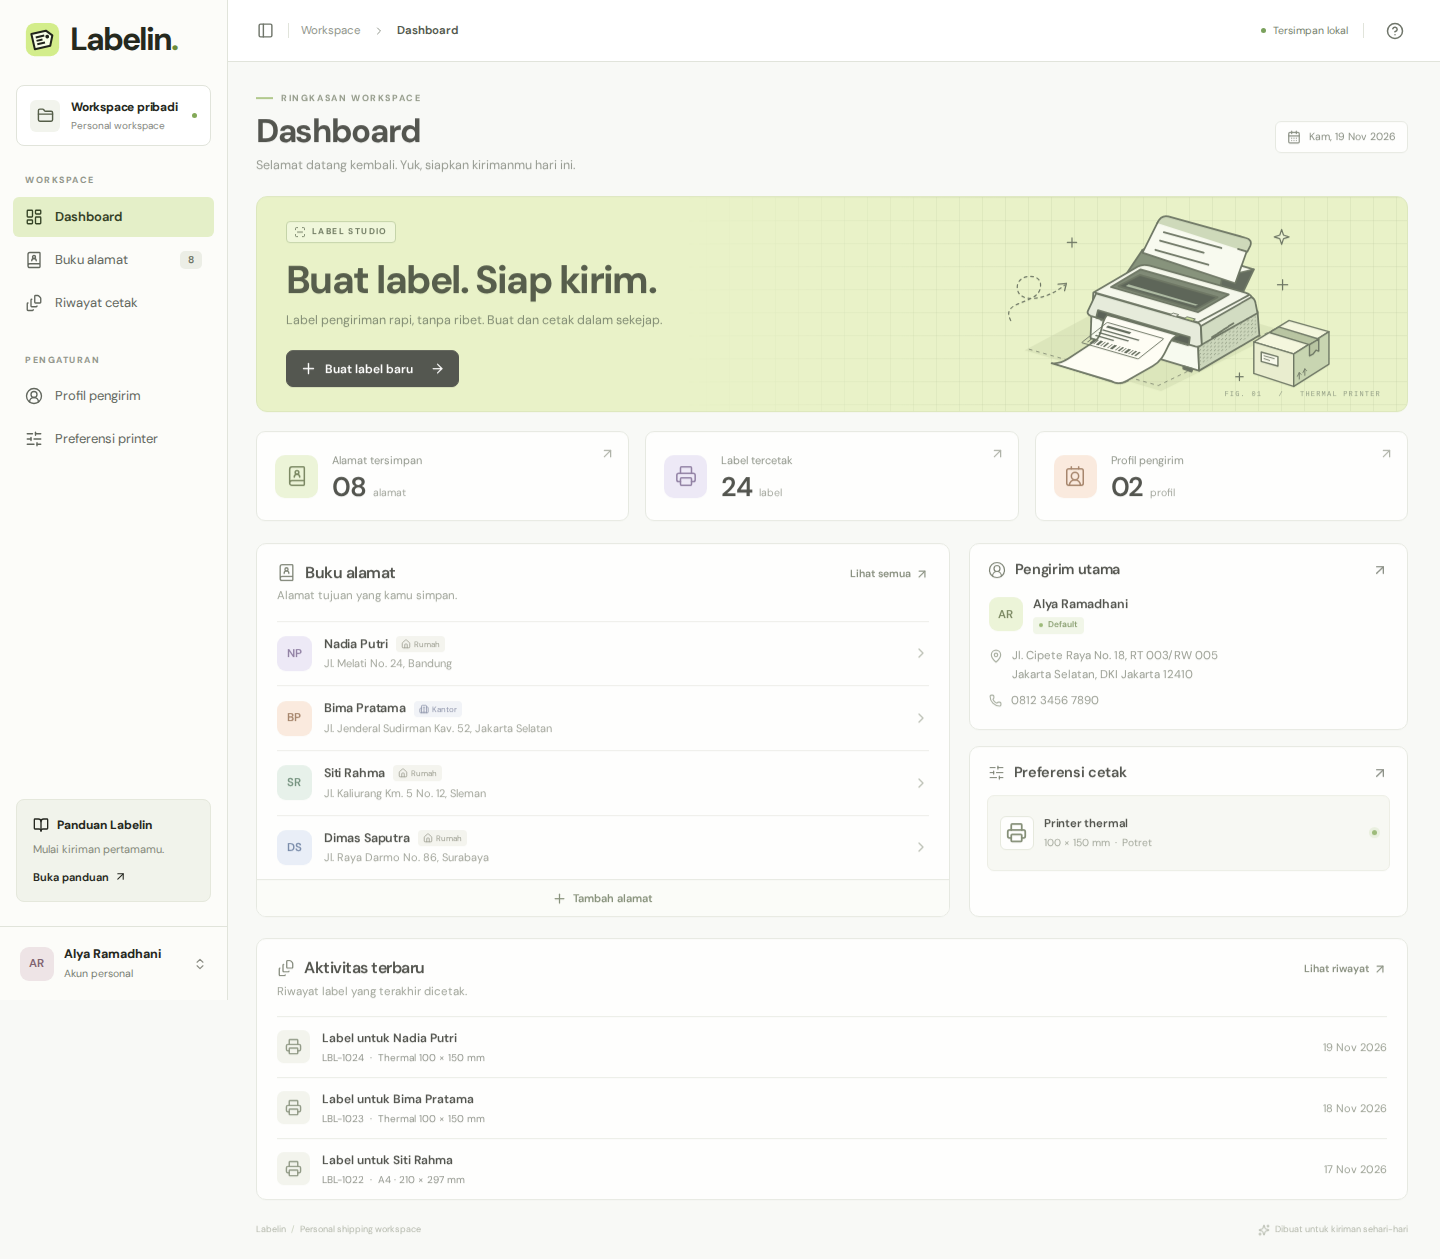 Labelin.
Workspace pribadi
Personal workspace
WORKSPACE
Dashboard
Buku alamat
8
Riwayat cetak
PENGATURAN
Profil pengirim
Preferensi printer
Panduan Labelin
Mulai kiriman pertamamu.
Buka panduan
AR
Alya Ramadhani
Akun personal
Workspace
Dashboard
Tersimpan lokal
RINGKASAN WORKSPACE
Dashboard
Selamat datang kembali. Yuk, siapkan kirimanmu hari ini.
Kam, 19 Nov 2026
LABEL STUDIO
Buat label. Siap kirim.
Label pengiriman rapi, tanpa ribet. Buat dan cetak dalam sekejap.
Buat label baru
FIG. 01 / THERMAL PRINTER
Alamat tersimpan
08 alamat
Label tercetak
24 label
Profil pengirim
02 profil
Buku alamat
Lihat semua
Alamat tujuan yang kamu simpan.
NP
Nadia Putri
Rumah
Jl. Melati No. 24, Bandung
BP
Bima Pratama
Kantor
Jl. Jenderal Sudirman Kav. 52, Jakarta Selatan
SR
Siti Rahma
Rumah
Jl. Kaliurang Km. 5 No. 12, Sleman
DS
Dimas Saputra
Rumah
Jl. Raya Darmo No. 86, Surabaya
Tambah alamat
Pengirim utama
AR
Alya Ramadhani
Default
Jl. Cipete Raya No. 18, RT 003/RW 005
Jakarta Selatan, DKI Jakarta 12410
0812 3456 7890
Preferensi cetak
Printer thermal
100 × 150 mm · Potret
Aktivitas terbaru
Lihat riwayat
Riwayat label yang terakhir dicetak.
Label untuk Nadia Putri
LBL-1024 · Thermal 100 × 150 mm
19 Nov 2026
Label untuk Bima Pratama
LBL-1023 · Thermal 100 × 150 mm
18 Nov 2026
Label untuk Siti Rahma
LBL-1022 · A4 · 210 × 297 mm
17 Nov 2026
Labelin / Personal shipping workspace
Dibuat untuk kiriman sehari-hari